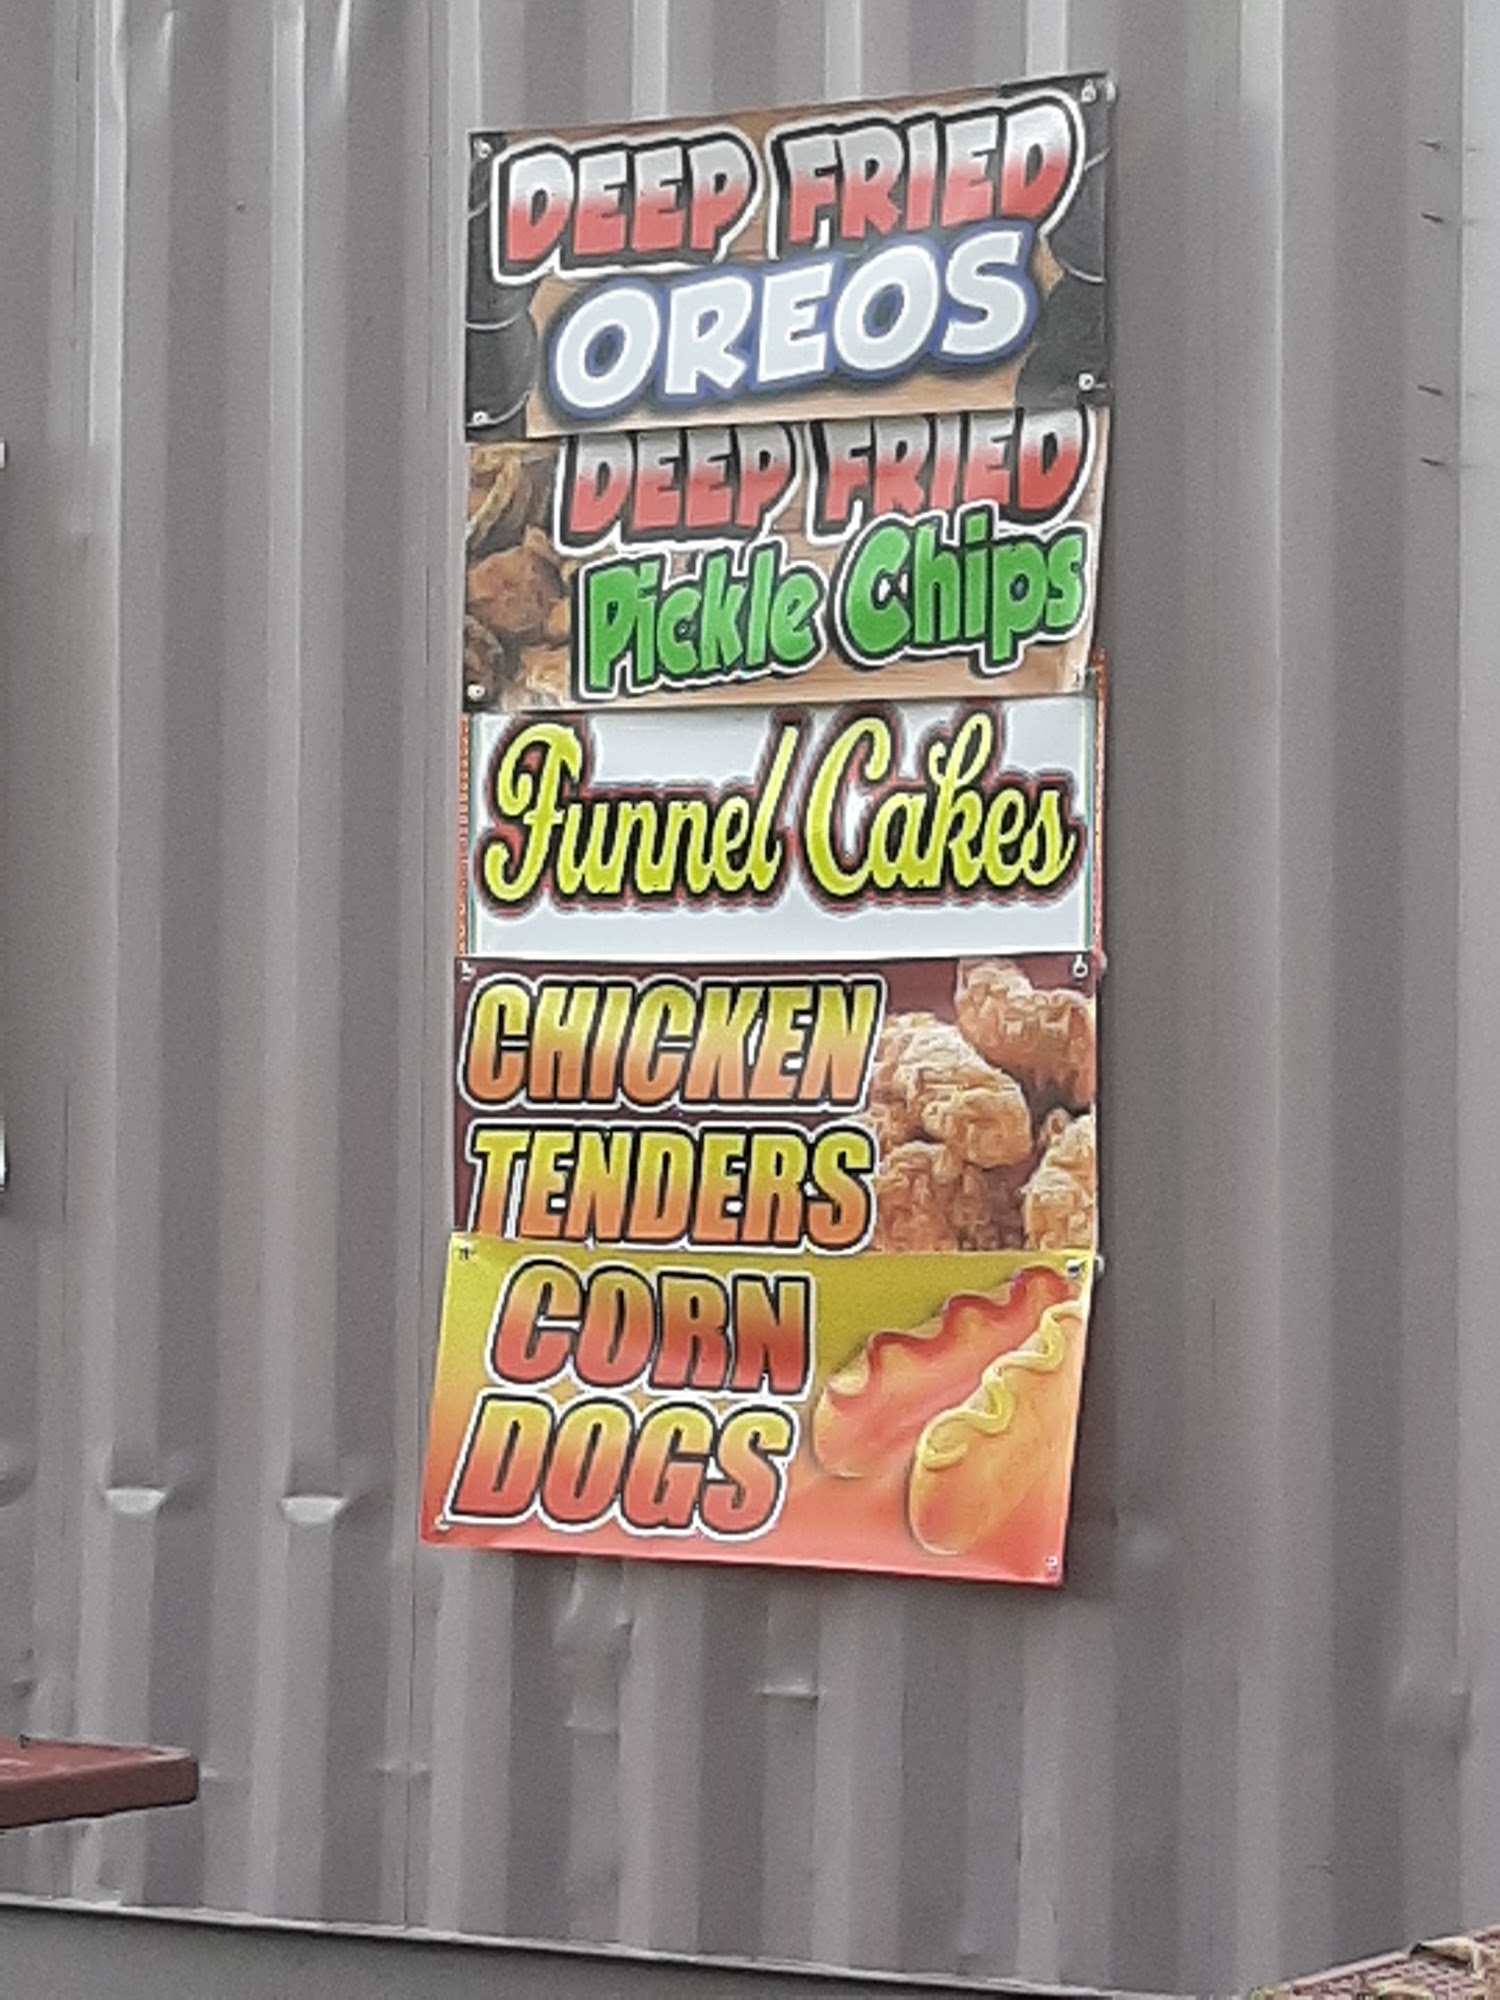 DEEP FRIED
OREOS
DEEP FRIED
Pickle Chips
Funnel Cakes
CHICKEN
TENDERS
CORN
DOGS